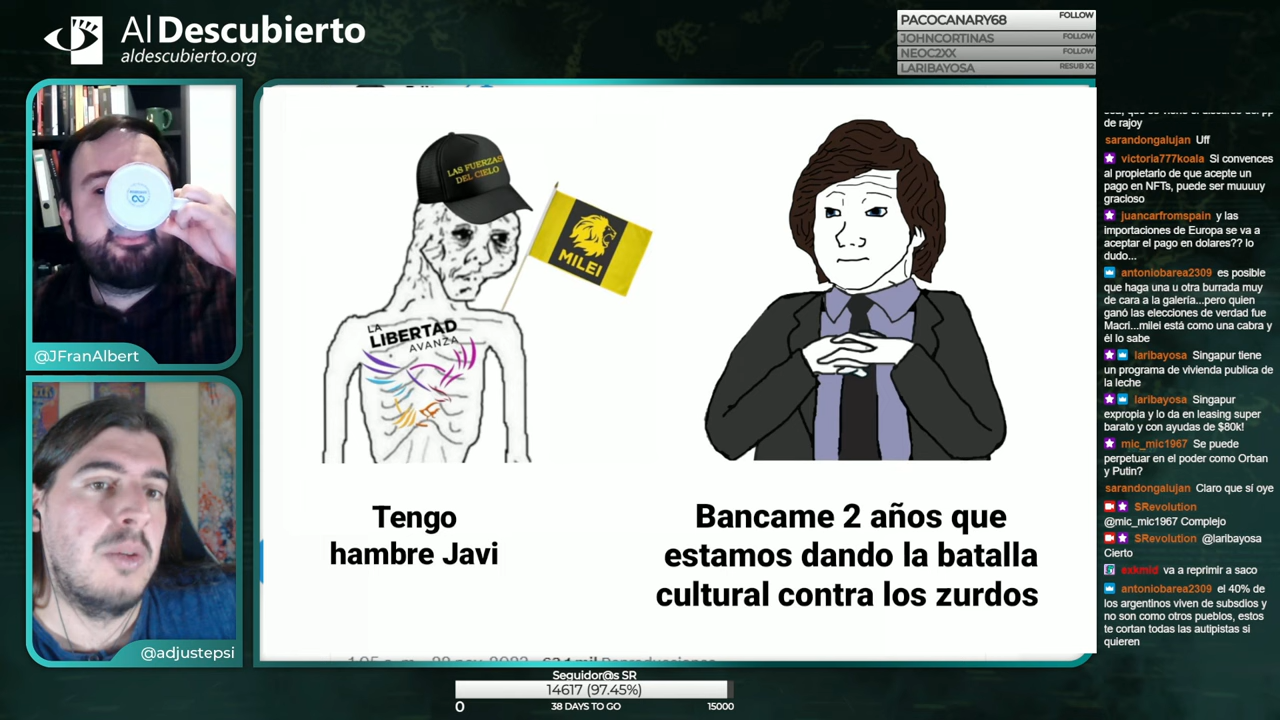 Al Descubierto
aldescubierto.org
PACOCANARY68 FOLLOW
JOHNCORTINAS FOLLOW
NEOC2XX FOLLOW
LARIBAYOSA RESUB X2
@JFranAlbert
@adjustepsi
LAS FUERZAS
DEL CIELO
MILEI
LA
LIBERTAD
AVANZA
Tengo
hambre Javi
Bancame 2 años que
estamos dando la batalla
cultural contra los zurdos
de rajoy
sarandongalujan Uff
victoria777koala Si convences
al propietario de que acepte un
pago en NFTs, puede ser muuuuy
gracioso
juancarfromspain y las
importaciones de Europa se va a
aceptar el pago en dolares?? lo
dudo...
antoniobarea2309 es posible
que haga una u otra burrada muy
de cara a la galería...pero quien
ganó las elecciones de verdad fue
Macri...milei está como una cabra y
él lo sabe
laribayosa Singapur tiene
un programa de vivienda publica de
la leche
laribayosa Singapur
expropia y lo da en leasing super
barato y con ayudas de $80k!
mic_mic1967 Se puede
perpetuar en el poder como Orban
y Putin?
sarandongalujan Claro que sí oye
SRevolution
@mic_mic1967 Complejo
SRevolution @laribayosa
Cierto
va a reprimir a saco
antoniobarea2309 el 40% de
los argentinos viven de subsdios y
no son como otros pueblos, estos
te cortan todas las autipistas si
quieren
Seguidor@s SR
14617 (97.45%)
0 38 DAYS TO GO 15000